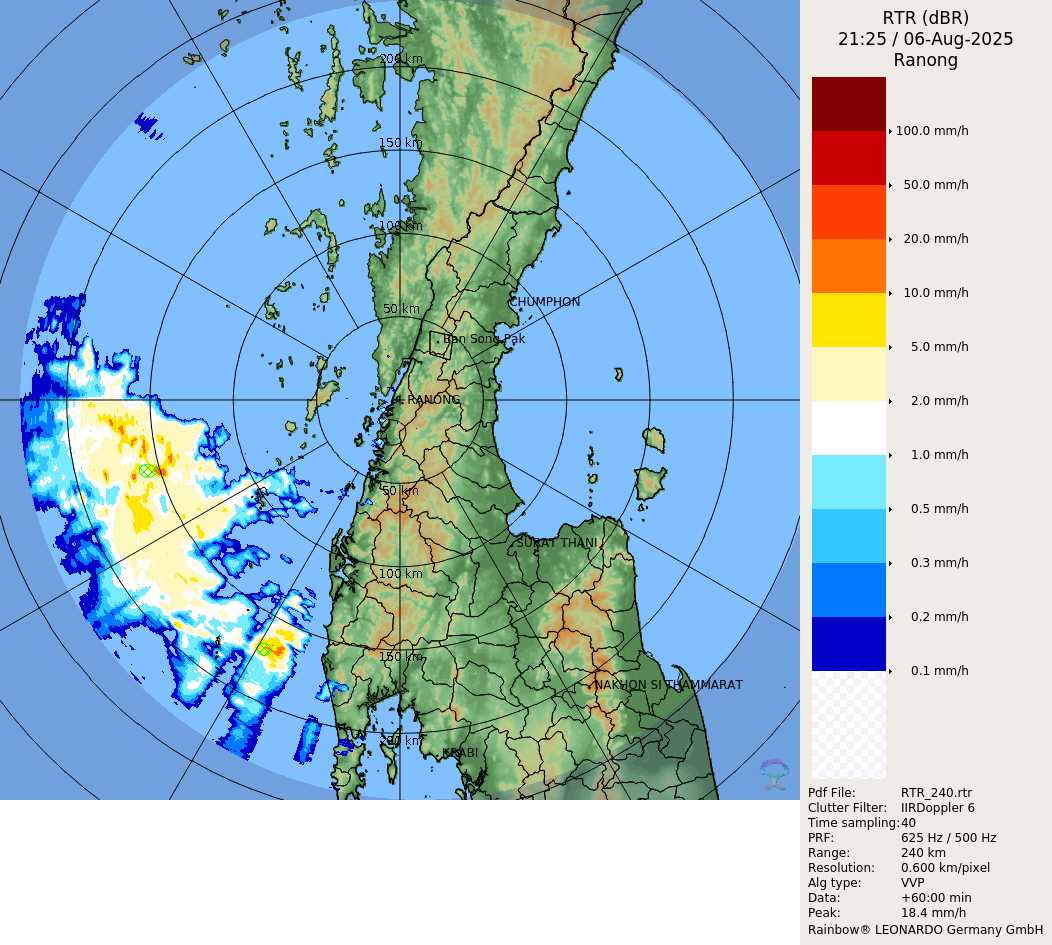 200 km
150 km
100 km
50 km
CHUMPHON
Ban Song Pak
RANONG
50 km
SURAT THANI
100 km
150 km
NAKHON SI THAMMARAT
200 km
KRABI
RTR (dBR)
21:25 / 06-Aug-2025
Ranong
100.0 mm/h
50.0 mm/h
20.0 mm/h
10.0 mm/h
5.0 mm/h
2.0 mm/h
1.0 mm/h
0.5 mm/h
0.3 mm/h
0.2 mm/h
0.1 mm/h
Pdf File: RTR_240.rtr
Clutter Filter: IIRDoppler 6
Time sampling: 40
PRF: 625 Hz / 500 Hz
Range: 240 km
Resolution: 0.600 km/pixel
Alg type: VVP
Data: +60:00 min
Peak: 18.4 mm/h
Rainbow® LEONARDO Germany GmbH